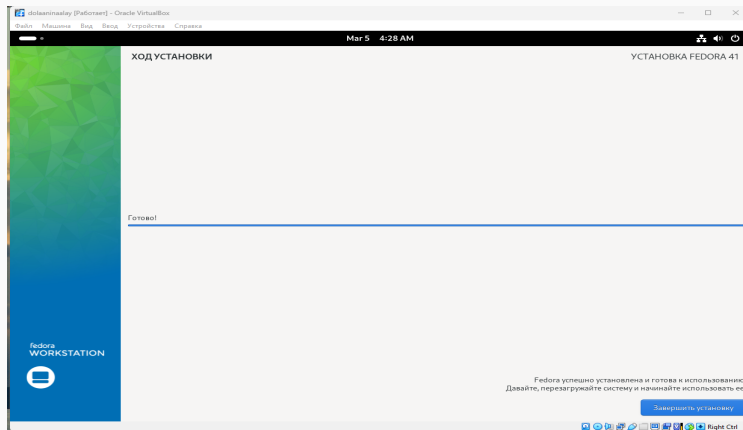 dolaaninaalay [Работает] - Oracle VirtualBox
Файл Машина Вид Ввод Устройства Справка
Mar 5 4:28 AM
ХОД УСТАНОВКИ
УСТАНОВКА FEDORA 41
Готово!
fedora
WORKSTATION
Fedora успешно установлена и готова к использованию
Давайте, перезагружайте систему и начинайте использовать ее
Завершить установку
Right Ctrl